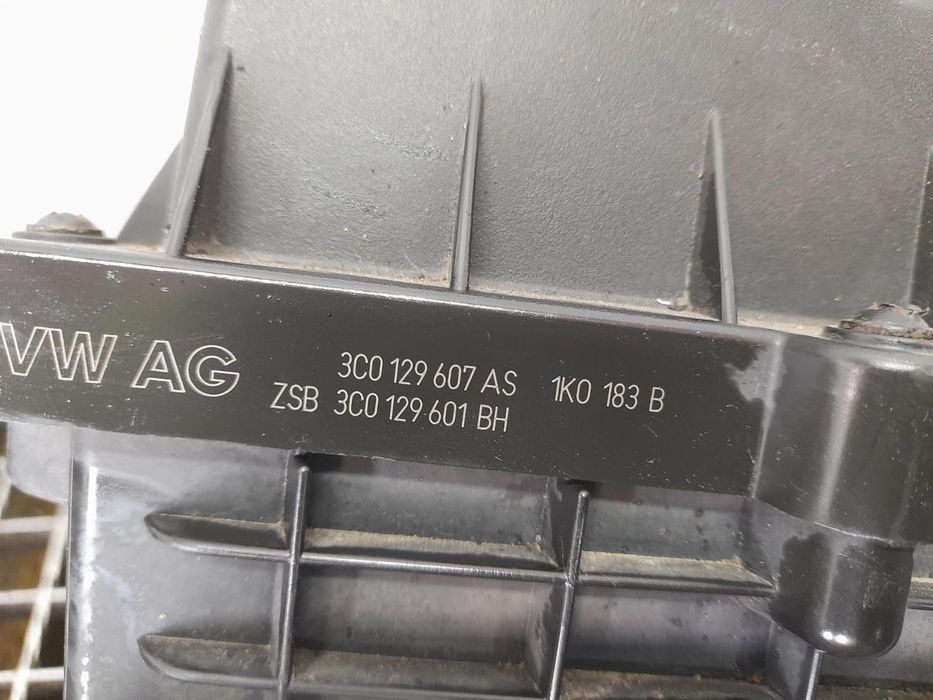 VW AG 3C0 129 607 AS 1K0 183 B
ZSB 3C0 129 601 BH